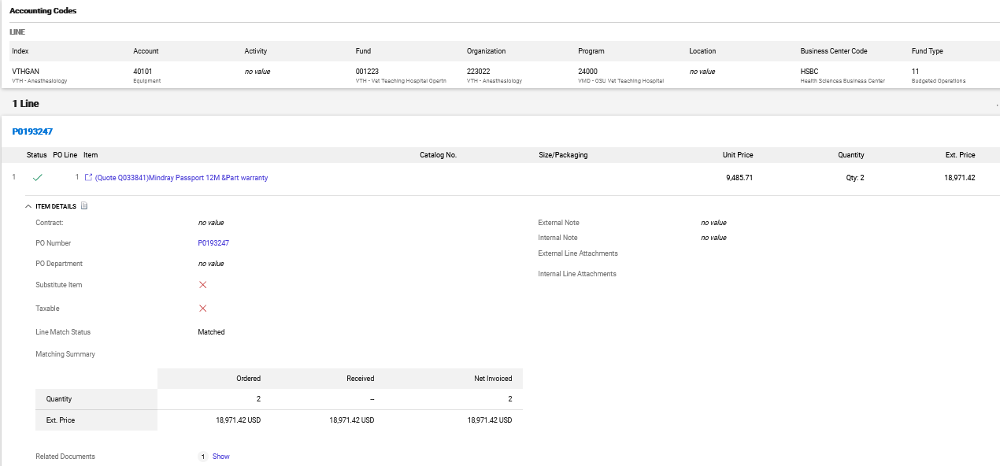 Accounting Codes
LINE
Index Account Activity Fund Organization Program Location Business Center Code Fund Type
VTHGAN 40101 no value 001223 223022 24000 no value HSBC 11
VTH - Anesthesiology Equipment VTH - Vet Teaching Hospital Opertn VTH - Anesthesiology VMD - OSU Vet Teaching Hospital Health Sciences Business Center Budgeted Operations
1 Line
P0193247
Status PO Line Item Catalog No. Size/Packaging Unit Price Quantity Ext. Price
1 1 (Quote Q033841)Mindray Passport 12M &Part warranty 9,485.71 Qty: 2 18,971.42
ITEM DETAILS
Contract: no value External Note no value
Internal Note no value
PO Number P0193247
External Line Attachments
PO Department no value
Internal Line Attachments
Substitute Item
Taxable
Line Match Status Matched
Matching Summary
Ordered Received Net Invoiced
Quantity 2 -- 2
Ext. Price 18,971.42 USD 18,971.42 USD 18,971.42 USD
Related Documents 1 Show